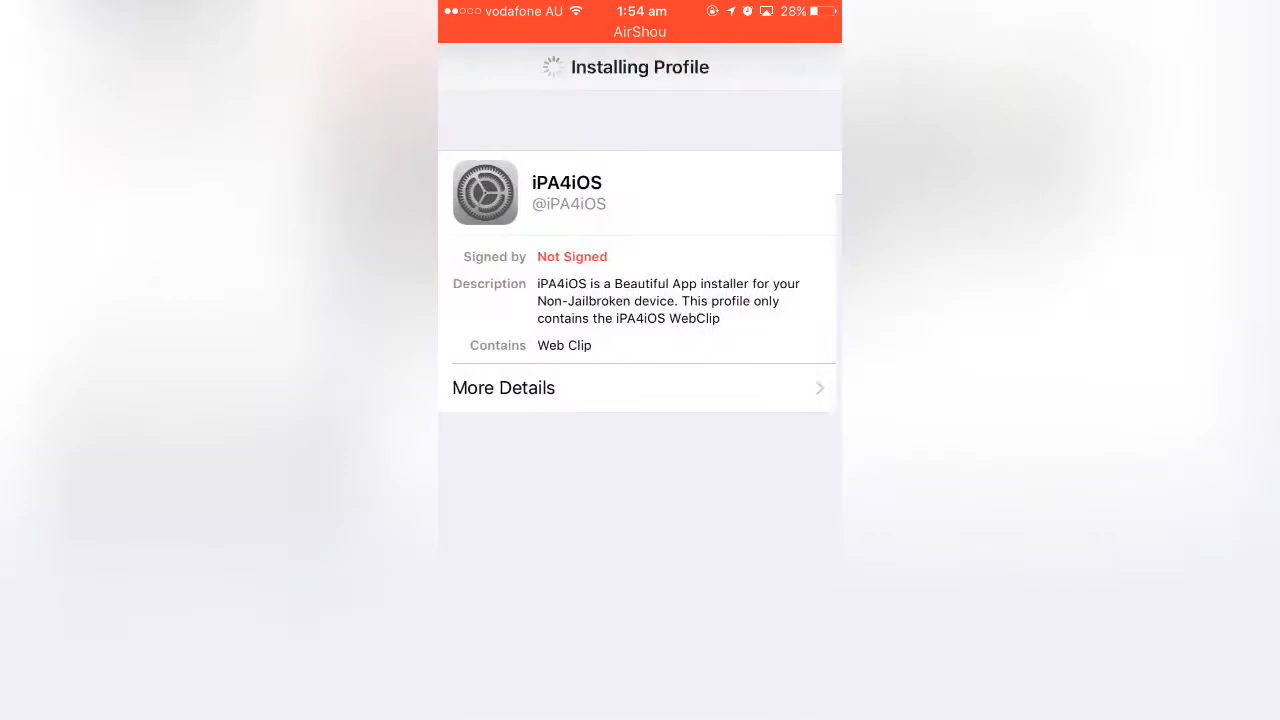 vodafone AU 1:54 am 28%
AirShou
Installing Profile
iPA4iOS
@iPA4iOS
Signed by Not Signed
Description iPA4iOS is a Beautiful App installer for your
Non-Jailbroken device. This profile only
contains the iPA4iOS WebClip
Contains Web Clip
More Details